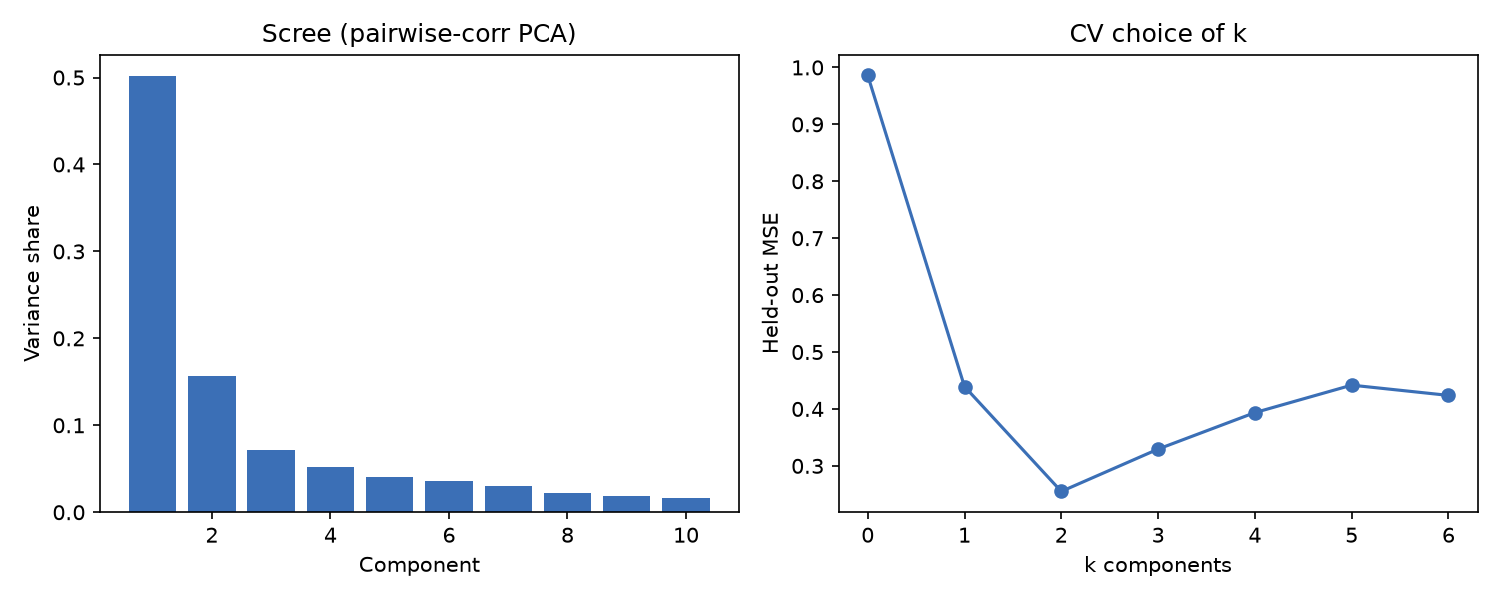 Scree (pairwise-corr PCA)
Variance share
0.5
0.4
0.3
0.2
0.1
0.0
2 4 6 8 10
Component
CV choice of k
Held-out MSE
1.0
0.9
0.8
0.7
0.6
0.5
0.4
0.3
0 1 2 3 4 5 6
k components